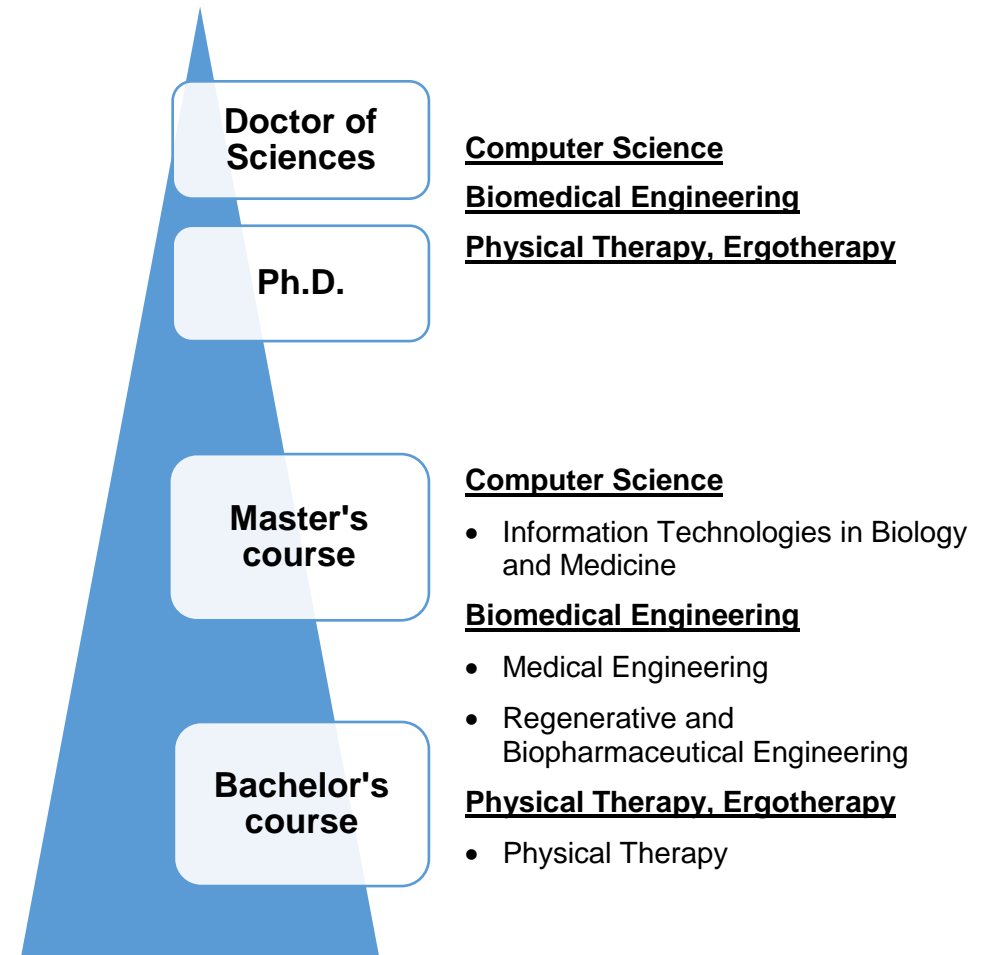 Doctor of
Sciences
Ph.D.
Computer Science
Biomedical Engineering
Physical Therapy, Ergotherapy
Master's
course
Bachelor's
course
Computer Science
• Information Technologies in Biology
and Medicine
Biomedical Engineering
• Medical Engineering
• Regenerative and
Biopharmaceutical Engineering
Physical Therapy, Ergotherapy
• Physical Therapy